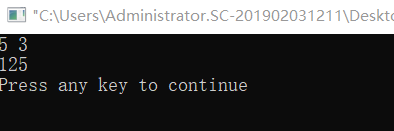 "C:\Users\Administrator.SC-201902031211\Deskto
5 3
125
Press any key to continue